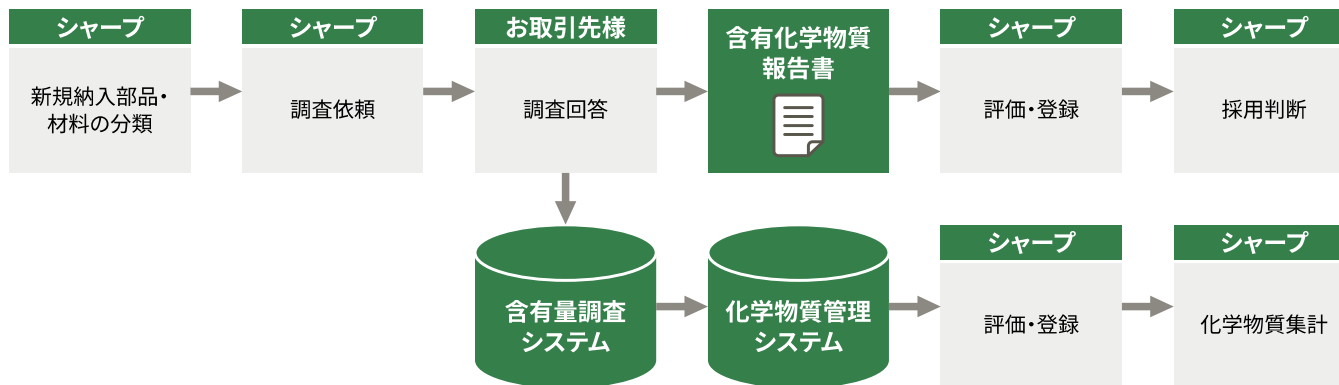 シャープ
新規納入部品・
材料の分類
シャープ
調査依頼
お取引先様
調査回答
含有化学物質
報告書
シャープ
評価・登録
シャープ
採用判断
含有量調査
システム
化学物質管理
システム
シャープ
評価・登録
シャープ
化学物質集計